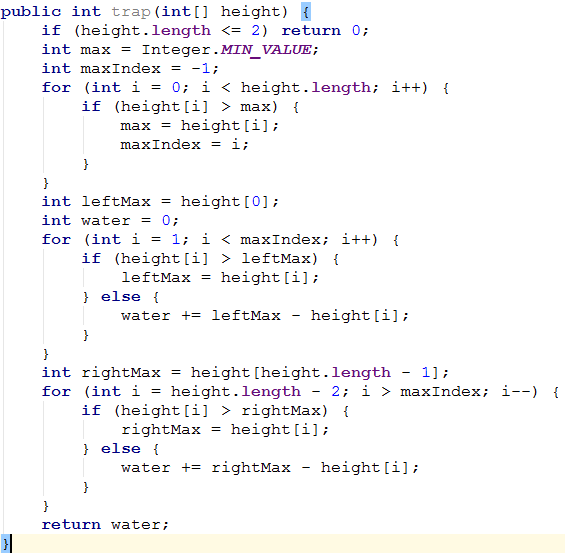 public int trap(int[] height) {
    if (height.length <= 2) return 0;
    int max = Integer.MIN_VALUE;
    int maxIndex = -1;
    for (int i = 0; i < height.length; i++) {
        if (height[i] > max) {
            max = height[i];
            maxIndex = i;
        }
    }
    int leftMax = height[0];
    int water = 0;
    for (int i = 1; i < maxIndex; i++) {
        if (height[i] > leftMax) {
            leftMax = height[i];
        } else {
            water += leftMax - height[i];
        }
    }
    int rightMax = height[height.length - 1];
    for (int i = height.length - 2; i > maxIndex; i--) {
        if (height[i] > rightMax) {
            rightMax = height[i];
        } else {
            water += rightMax - height[i];
        }
    }
    return water;
}